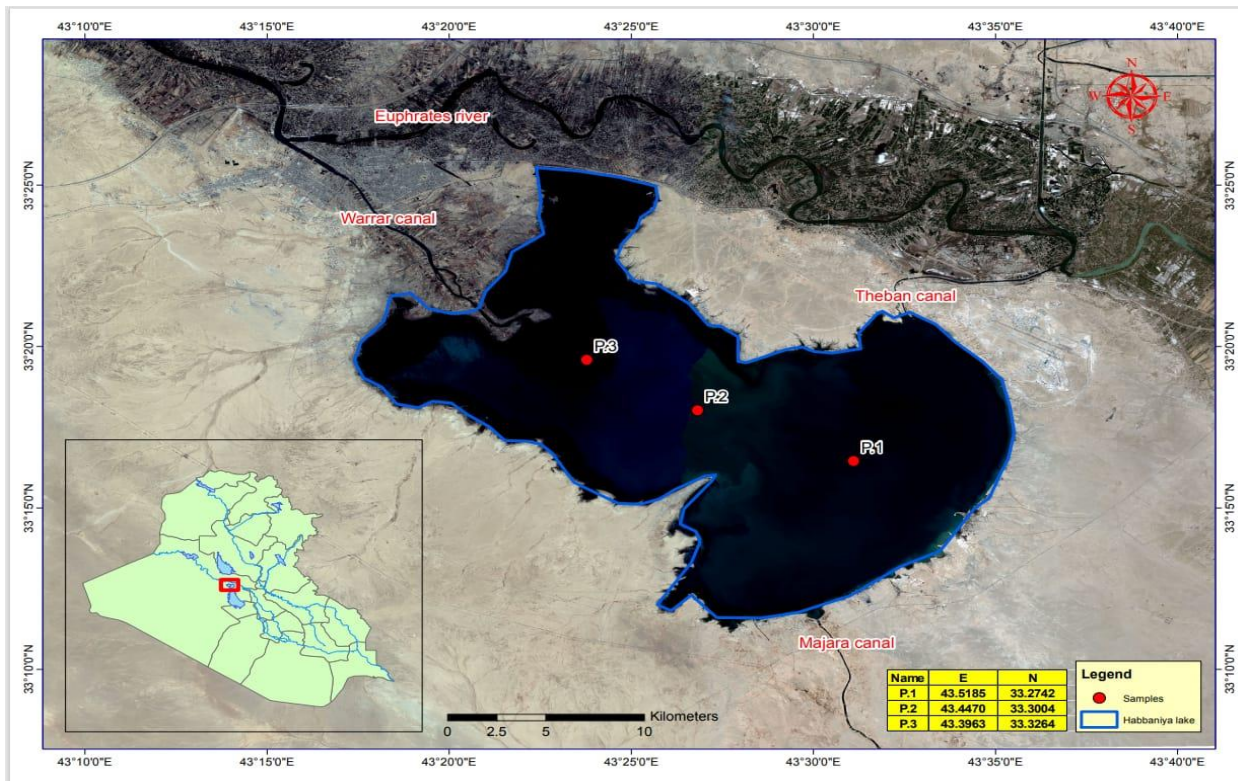 43°10'0"E 43°15'0"E 43°20'0"E 43°25'0"E 43°30'0"E 43°35'0"E 43°40'0"E
N
W E
S
Euphrates river
33°25'0"N 33°25'0"N
Warrar canal
Theban canal
33°20'0"N 33°20'0"N
P.3
P.2
P.1
33°15'0"N 33°15'0"N
Majara canal
33°10'0"N 33°10'0"N
Name E N
P.1 43.5185 33.2742
P.2 43.4470 33.3004
P.3 43.3963 33.3264
Legend
Samples
Habbaniya lake
Kilometers
0 2.5 5 10
43°10'0"E 43°15'0"E 43°20'0"E 43°25'0"E 43°30'0"E 43°35'0"E 43°40'0"E